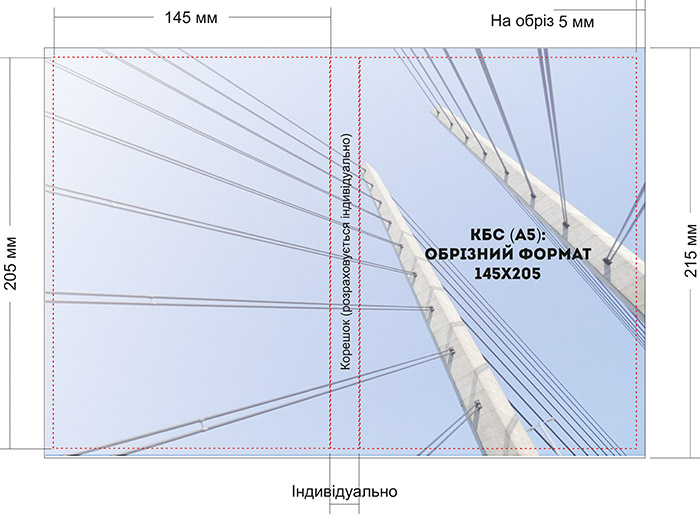 145 мм
На обріз 5 мм
205 мм
Корешок (розраховується індивідуально)
КБС (А5):
ОБРІЗНИЙ ФОРМАТ
145Х205
215 мм
Індивідуально